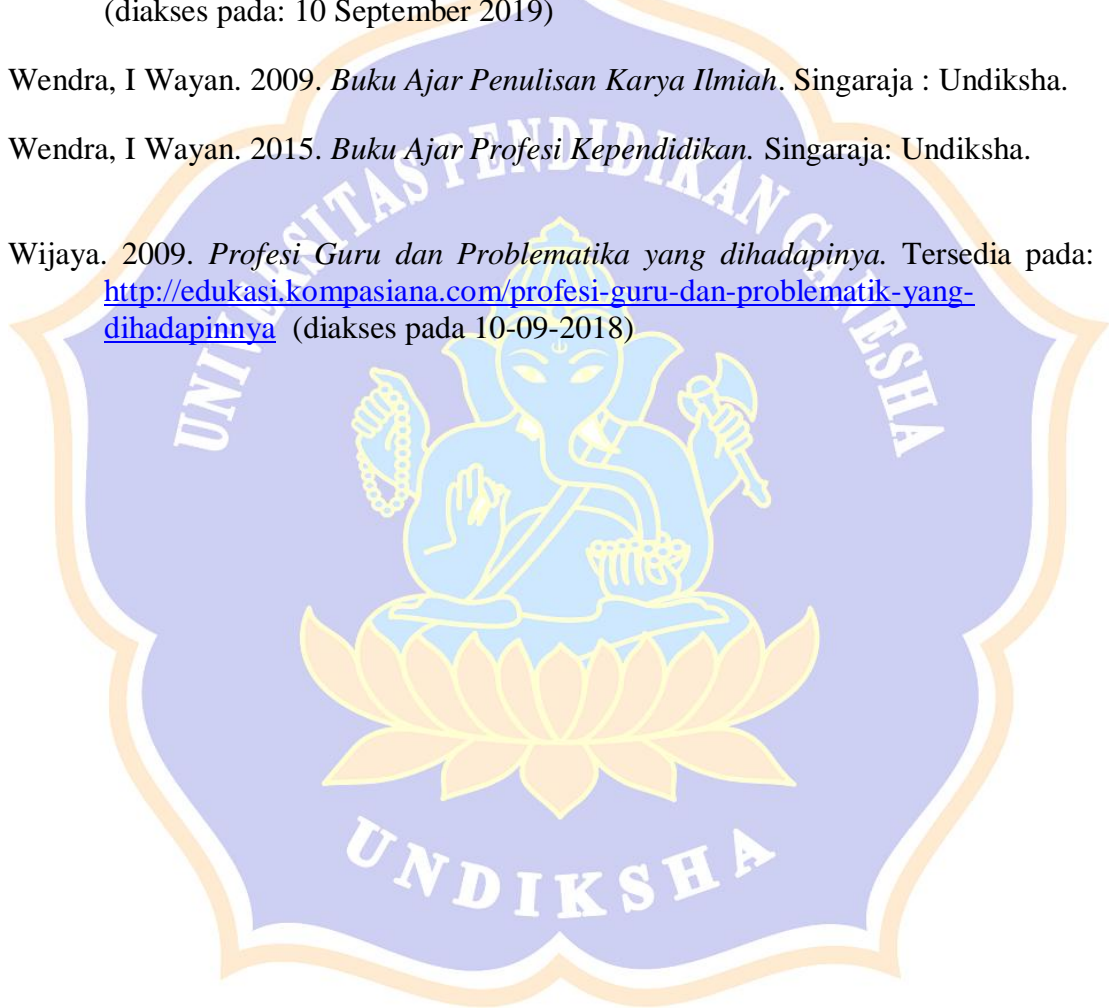 (diakses pada: 10 September 2019)
Wendra, I Wayan. 2009. Buku Ajar Penulisan Karya Ilmiah. Singaraja : Undiksha.
Wendra, I Wayan. 2015. Buku Ajar Profesi Kependidikan. Singaraja: Undiksha.
Wijaya. 2009. Profesi Guru dan Problematika yang dihadapinya. Tersedia pada:
http://edukasi.kompasiana.com/profesi-guru-dan-problematik-yang-
dihadapinnya (diakses pada 10-09-2018)
UNIVERSITAS PENDIDIKAN GANESHA
UNDIKSHA